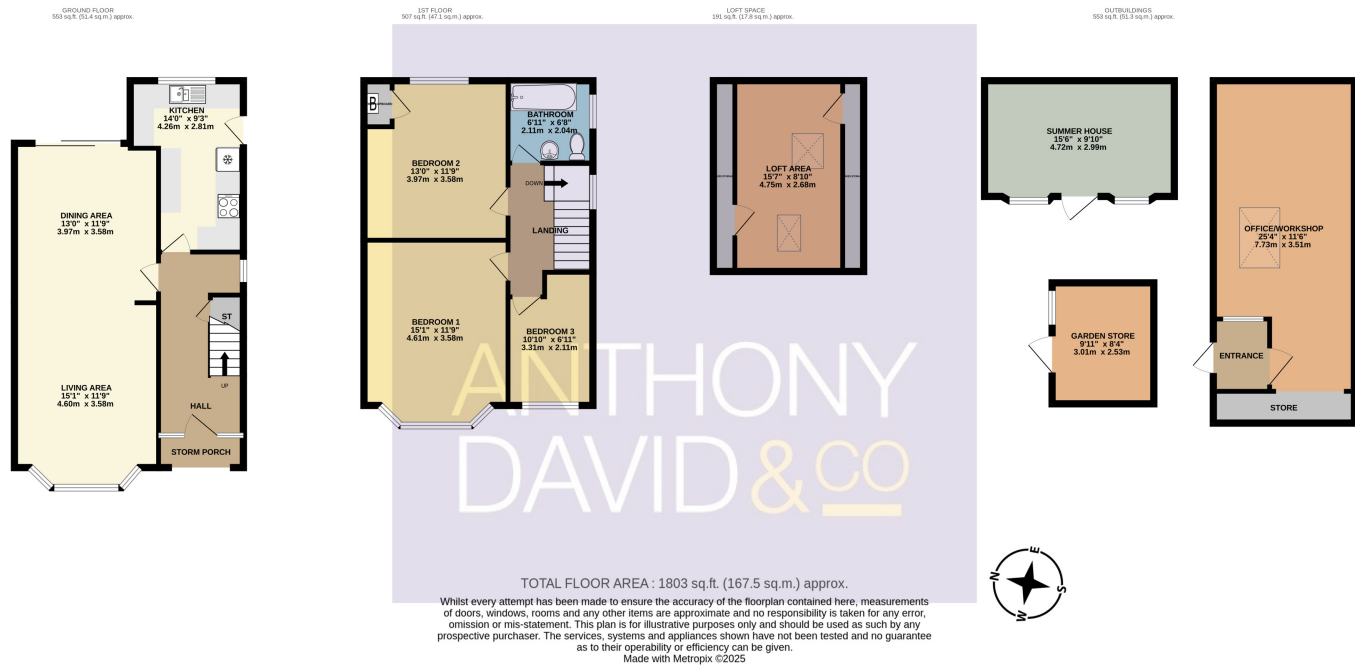 GROUND FLOOR
553 sq.ft. (51.4 sq.m.) approx.
1ST FLOOR
507 sq.ft. (47.1 sq.m.) approx.
LOFT SPACE
191 sq.ft. (17.8 sq.m.) approx.
OUTBUILDINGS
553 sq.ft. (51.3 sq.m.) approx.
KITCHEN
14'0" x 9'3"
4.26m x 2.81m
DINING AREA
13'0" x 11'9"
3.97m x 3.58m
ST
UP
LIVING AREA
15'1" x 11'9"
4.60m x 3.58m
HALL
STORM PORCH
B
BATHROOM
6'11" x 6'8"
2.11m x 2.04m
BEDROOM 2
13'0" x 11'9"
3.97m x 3.58m
DOWN
LANDING
BEDROOM 1
15'1" x 11'9"
4.61m x 3.58m
BEDROOM 3
10'10" x 6'11"
3.31m x 2.11m
LOFT AREA
15'7" x 8'10"
4.75m x 2.68m
SUMMER HOUSE
15'6" x 9'10"
4.72m x 2.99m
OFFICE/WORKSHOP
25'4" x 11'6"
7.73m x 3.51m
GARDEN STORE
9'11" x 8'4"
3.01m x 2.53m
ENTRANCE
STORE
ANTHONY
DAVID & CO
N
E
S
W
TOTAL FLOOR AREA : 1803 sq.ft. (167.5 sq.m.) approx.
Whilst every attempt has been made to ensure the accuracy of the floorplan contained here, measurements
of doors, windows, rooms and any other items are approximate and no responsibility is taken for any error,
omission or mis-statement. This plan is for illustrative purposes only and should be used as such by any
prospective purchaser. The services, systems and appliances shown have not been tested and no guarantee
as to their operability or efficiency can be given.
Made with Metropix ©2025